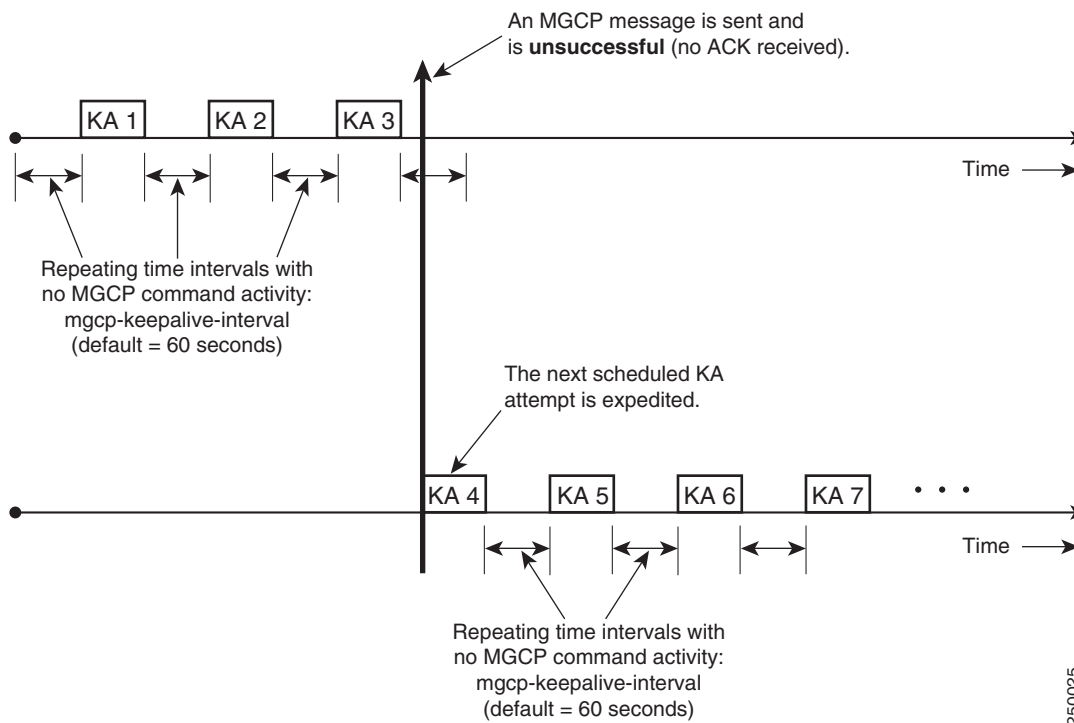 An MGCP message is sent and
is unsuccessful (no ACK received).
KA 1
KA 2
KA 3
Time
Repeating time intervals with
no MGCP command activity:
mgcp-keepalive-interval
(default = 60 seconds)
The next scheduled KA
attempt is expedited.
KA 4
KA 5
KA 6
KA 7
. . .
Time
Repeating time intervals with
no MGCP command activity:
mgcp-keepalive-interval
(default = 60 seconds)